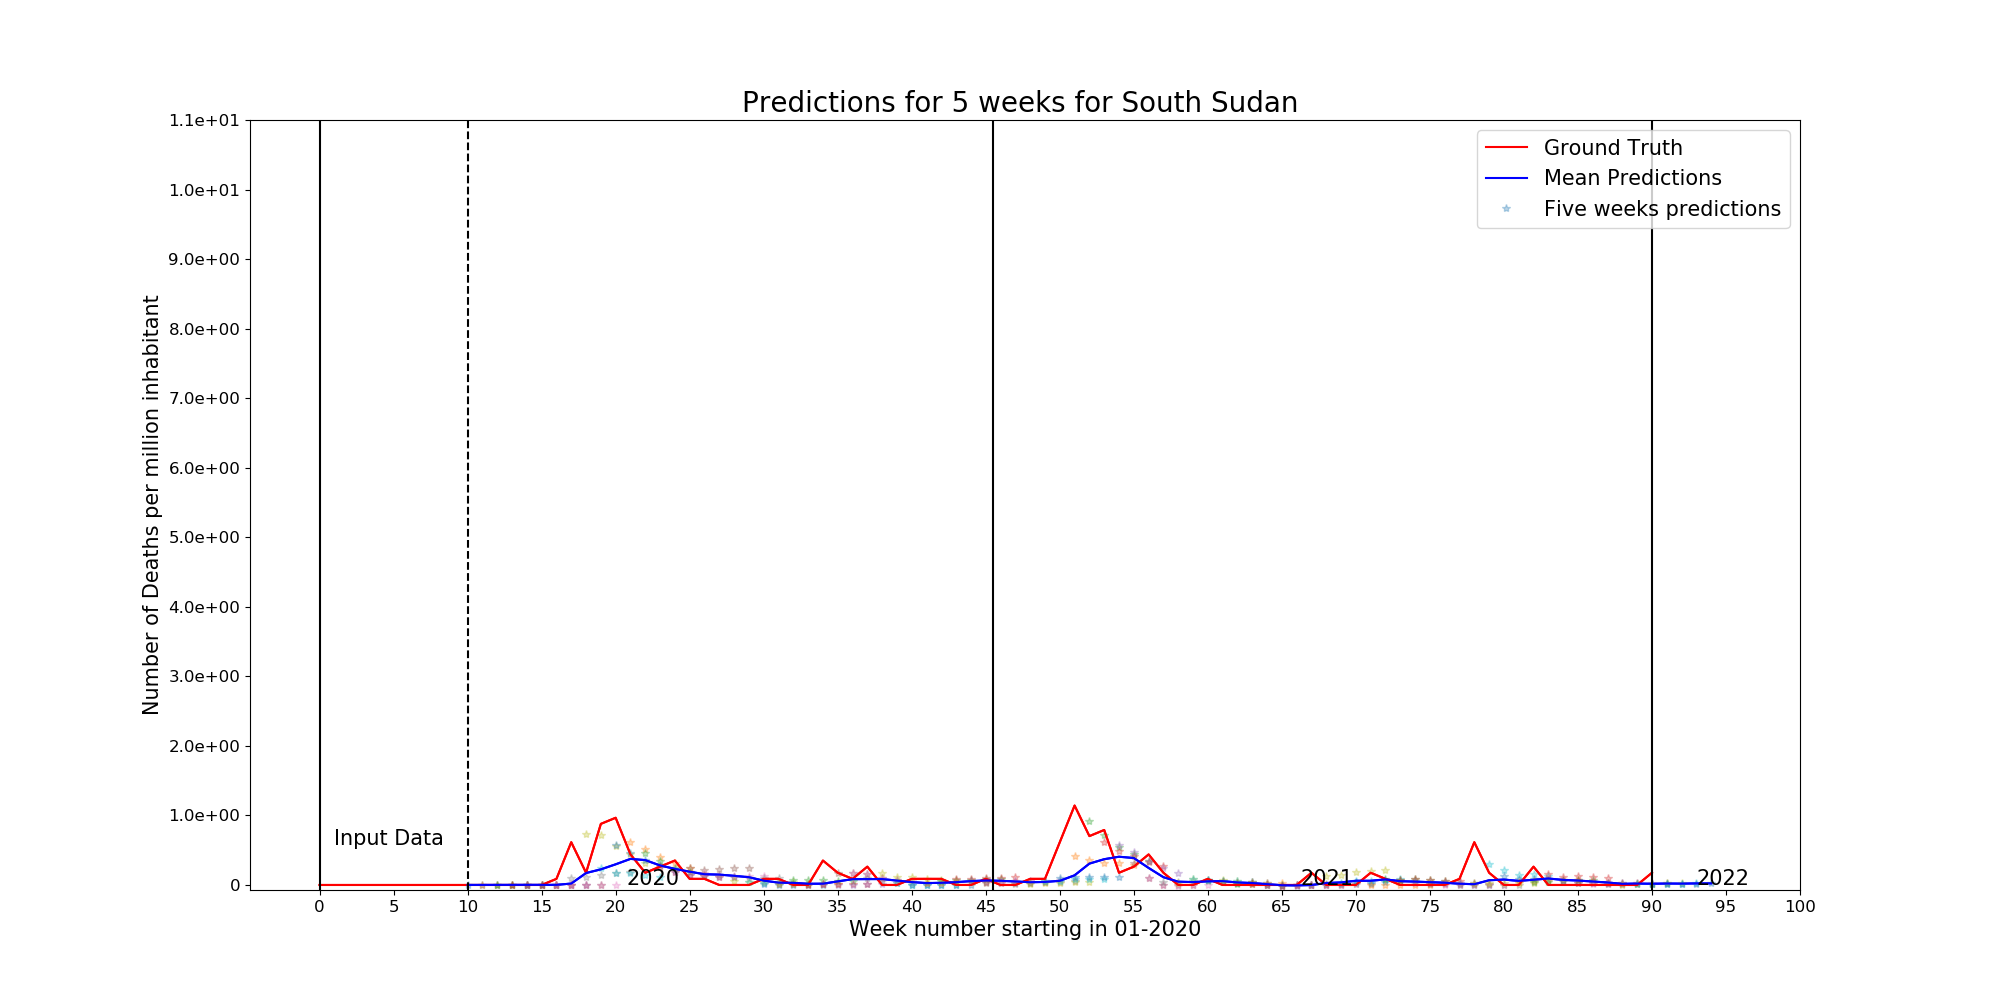 Predictions for 5 weeks for South Sudan
1.1e+01
1.0e+01
9.0e+00
8.0e+00
7.0e+00
6.0e+00
5.0e+00
4.0e+00
3.0e+00
2.0e+00
1.0e+00
0
Number of Deaths per million inhabitant
Ground Truth
Mean Predictions
Five weeks predictions
Input Data
2020
2021
2022
0 5 10 15 20 25 30 35 40 45 50 55 60 65 70 75 80 85 90 95 100
Week number starting in 01-2020